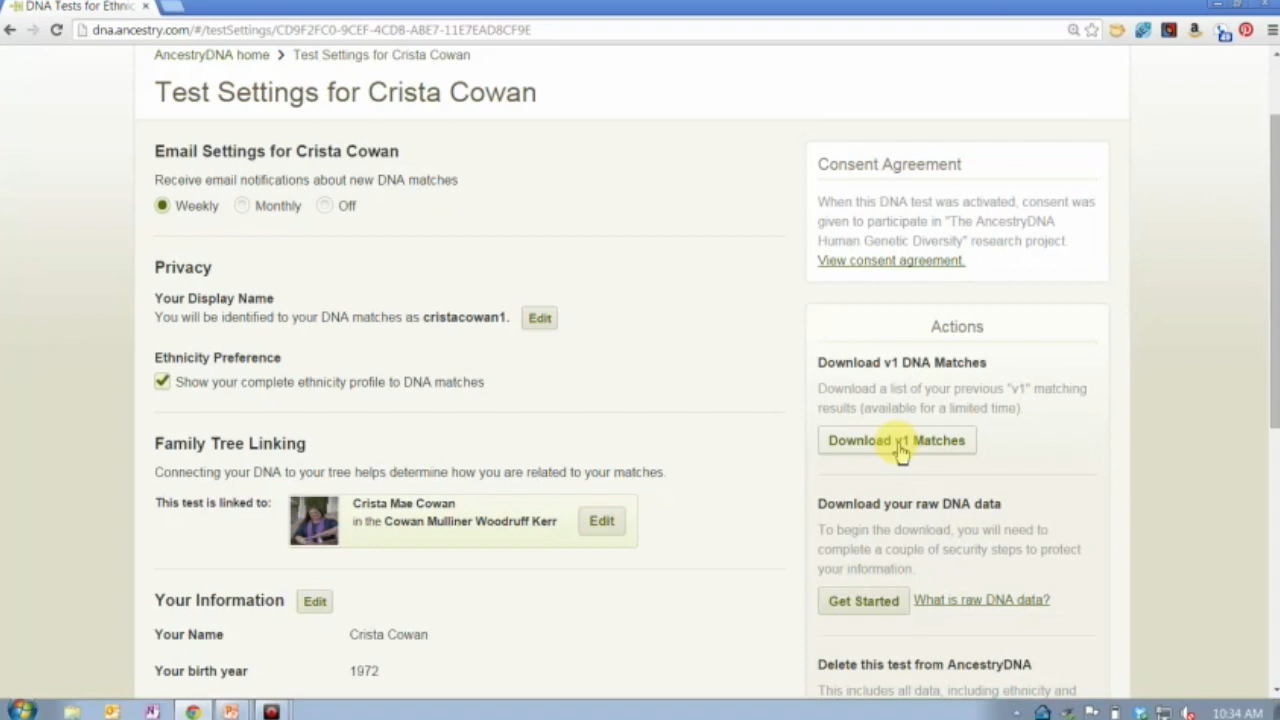 DNA Tests for Ethnic
dna.ancestry.com/#/testSettings/CD9F2FC0-9CEF-4CDB-ABE7-11E7EAD8CF9E
AncestryDNA home > Test Settings for Crista Cowan
Test Settings for Crista Cowan
Email Settings for Crista Cowan
Receive email notifications about new DNA matches
Weekly Monthly Off
Privacy
Your Display Name
You will be identified to your DNA matches as cristacowan1. Edit
Ethnicity Preference
Show your complete ethnicity profile to DNA matches
Family Tree Linking
Connecting your DNA to your tree helps determine how you are related to your matches.
This test is linked to: Crista Mae Cowan
in the Cowan Mulliner Woodruff Kerr Edit
Your Information Edit
Your Name Crista Cowan
Your birth year 1972
Consent Agreement
When this DNA test was activated, consent was
given to participate in "The AncestryDNA
Human Genetic Diversity" research project.
View consent agreement.
Actions
Download v1 DNA Matches
Download a list of your previous "v1" matching
results (available for a limited time).
Download v1 Matches
Download your raw DNA data
To begin the download, you will need to
complete a couple of security steps to protect
your information.
Get Started What is raw DNA data?
Delete this test from AncestryDNA
This includes all data, including ethnicity and
10:34 AM